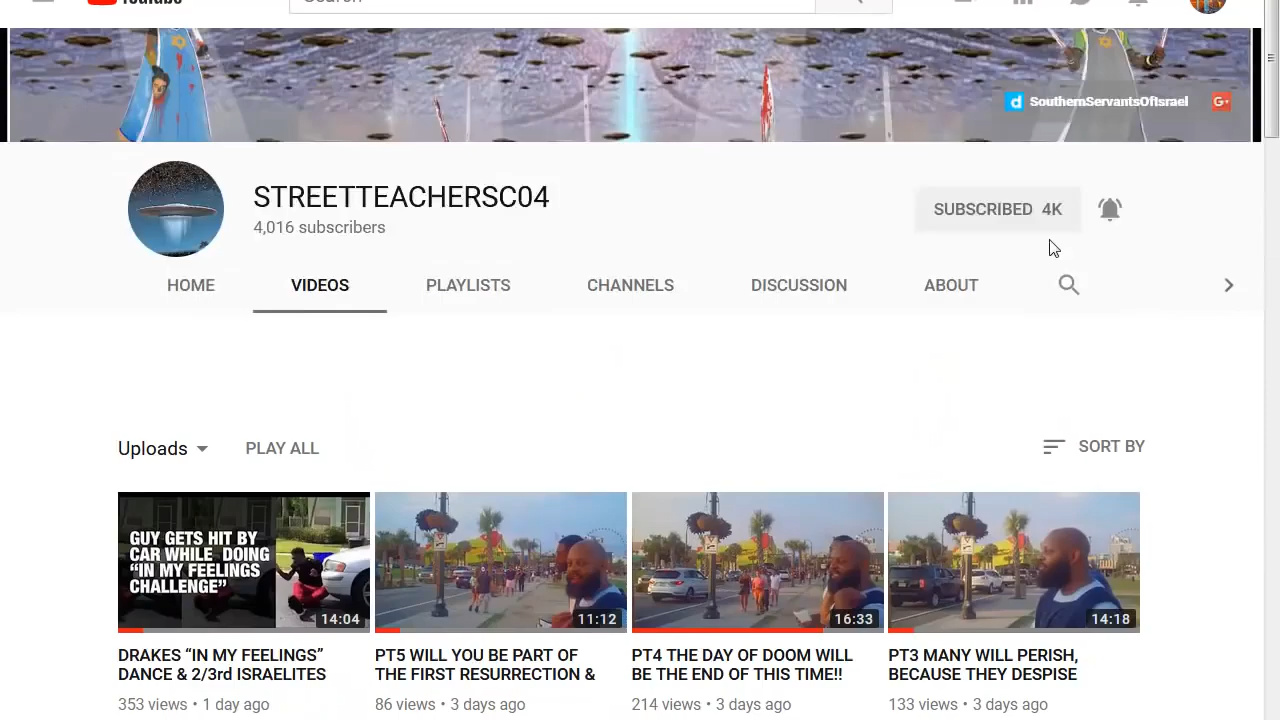 YouTube
Search
SouthernServantsOfIsrael
G+
STREETTEACHERSC04
4,016 subscribers
SUBSCRIBED 4K
HOME VIDEOS PLAYLISTS CHANNELS DISCUSSION ABOUT
Uploads PLAY ALL SORT BY
GUY GETS HIT BY
CAR WHILE DOING
“IN MY FEELINGS
CHALLENGE”
14:04 11:12 16:33 14:18
DRAKES “IN MY FEELINGS”
DANCE & 2/3rd ISRAELITES
353 views • 1 day ago
PT5 WILL YOU BE PART OF
THE FIRST RESURRECTION &
86 views • 3 days ago
PT4 THE DAY OF DOOM WILL
BE THE END OF THIS TIME!!
214 views • 3 days ago
PT3 MANY WILL PERISH,
BECAUSE THEY DESPISE
133 views • 3 days ago